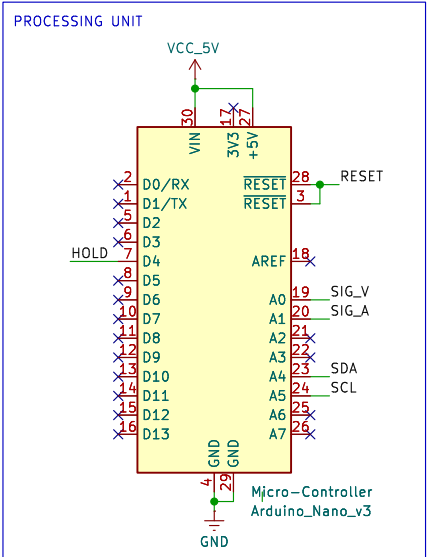 PROCESSING UNIT
VCC_5V
30 17 27
VIN 3V3 +5V
2 D0/RX RESET 28 RESET
1 D1/TX RESET 3
5 D2
6 D3
HOLD 7 D4 AREF 18
8 D5
9 D6 A0 19 SIG_V
10 D7 A1 20 SIG_A
11 D8 A2 21
12 D9 A3 22
13 D10 A4 23 SDA
14 D11 A5 24 SCL
15 D12 A6 25
16 D13 A7 26
GND GND
4 29
Micro-Controller
Arduino_Nano_v3
GND